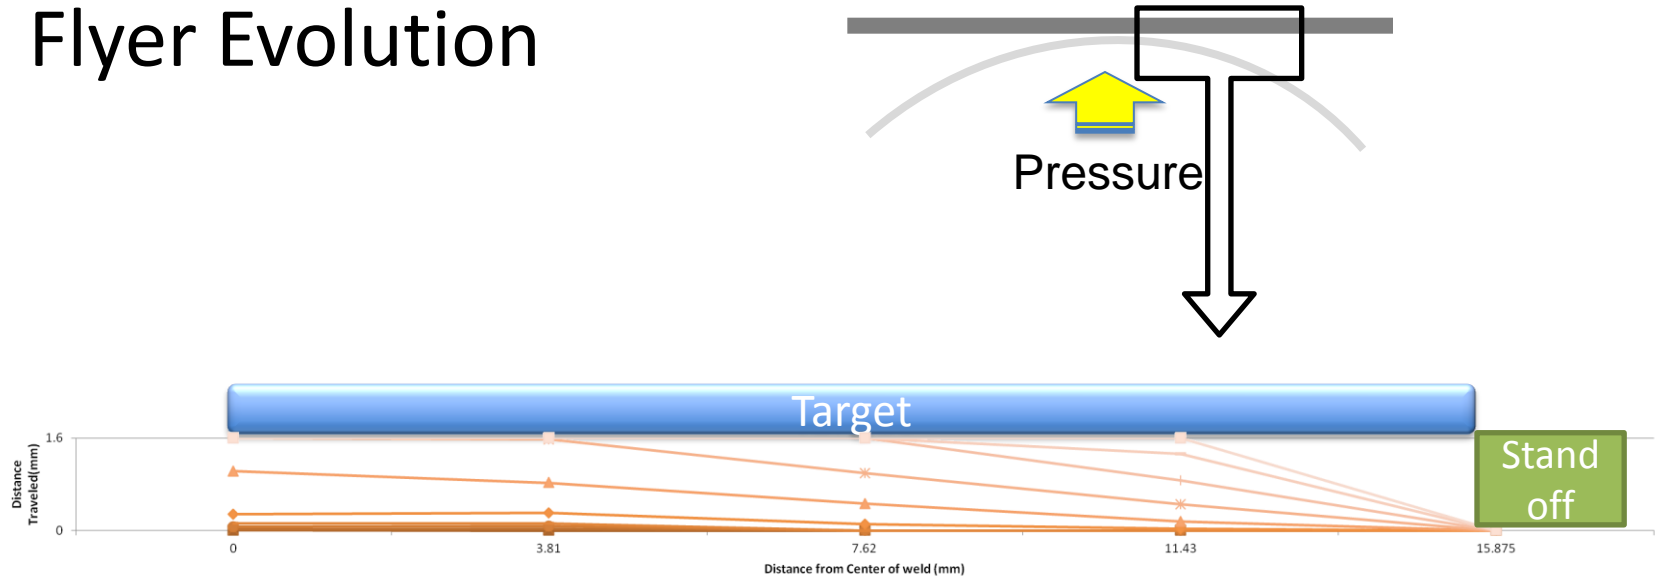 Flyer Evolution
Pressure
Target
Stand
off
Distance
Traveled(mm)
1.6
0
0
3.81
7.62
11.43
15.875
Distance from Center of weld (mm)